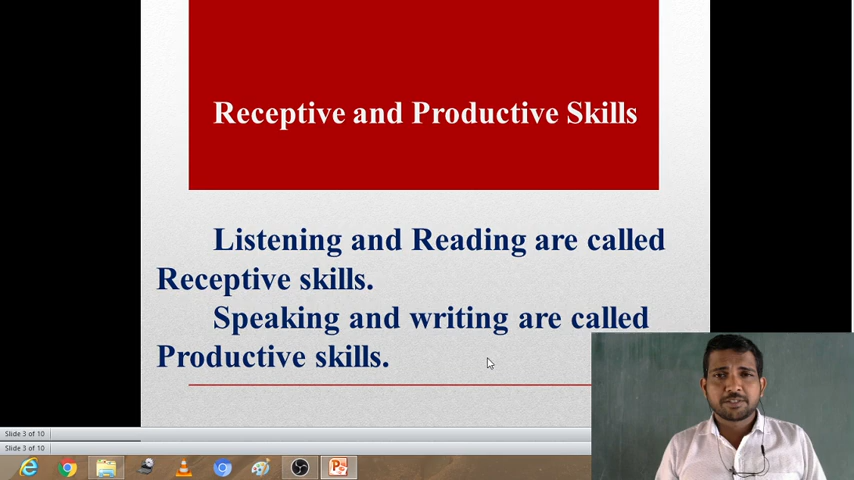 Receptive and Productive Skills
Listening and Reading are called
Receptive skills.
Speaking and writing are called
Productive skills.
Slide 3 of 10
Slide 3 of 10